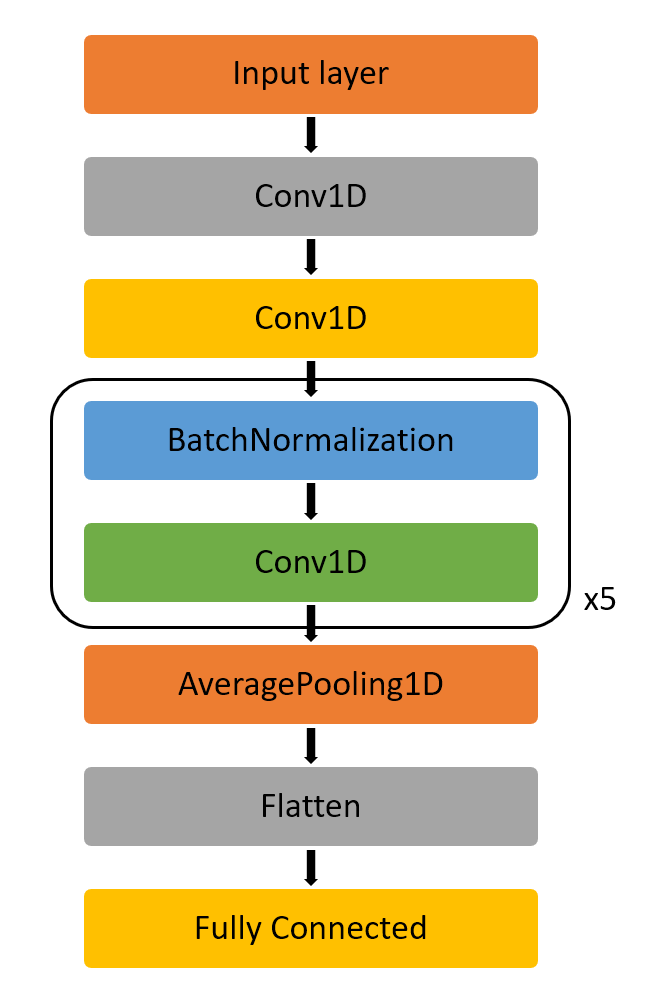 Input layer
Conv1D
Conv1D
BatchNormalization
Conv1D
x5
AveragePooling1D
Flatten
Fully Connected